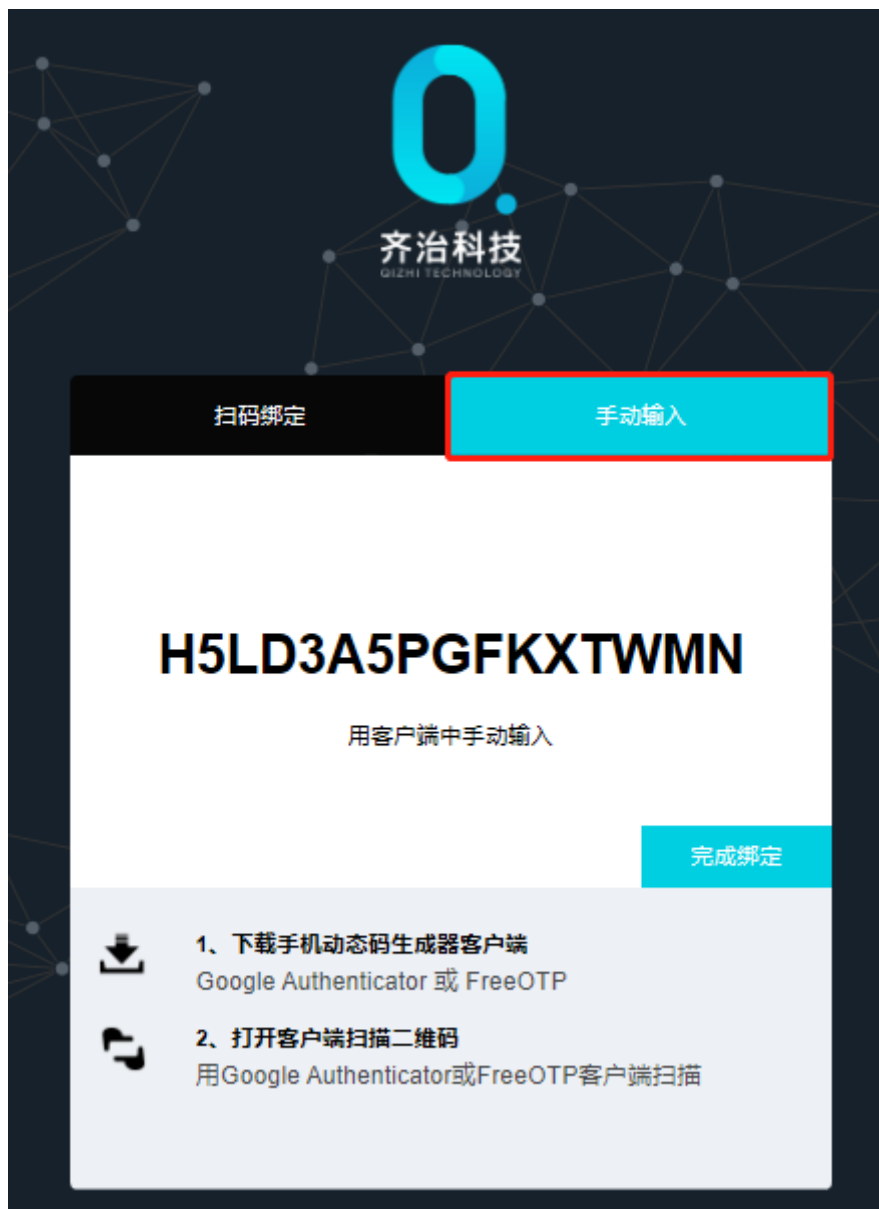 齐治科技
QIZHI TECHNOLOGY
扫码绑定
手动输入
H5LD3A5PGFKXTWMN
用客户端中手动输入
完成绑定
1、下载手机动态码生成器客户端
Google Authenticator 或 FreeOTP
2、打开客户端扫描二维码
用Google Authenticator或FreeOTP客户端扫描